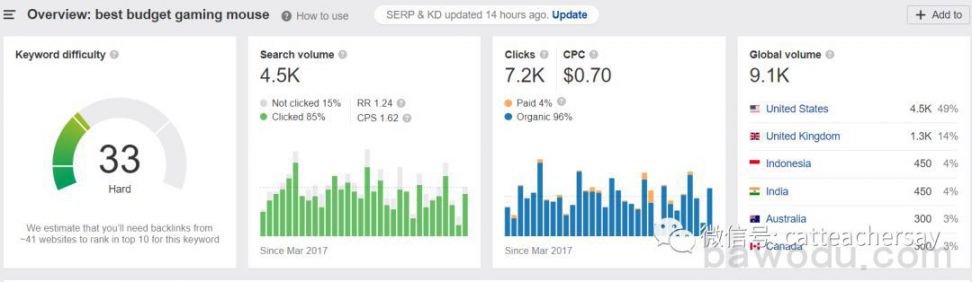 Overview: best budget gaming mouse
How to use
SERP & KD updated 14 hours ago. Update
+ Add to
Keyword difficulty
33
Hard
We estimate that you'll need backlinks from
~41 websites to rank in top 10 for this keyword
Search volume
4.5K
Not clicked 15%
Clicked 85%
RR 1.24
CPS 1.62
Since Mar 2017
Clicks
7.2K
CPC
$0.70
Paid 4%
Organic 96%
Since Mar 2017
Global volume
9.1K
United States 4.5K 49%
United Kingdom 1.3K 14%
Indonesia 450 4%
India 450 4%
Australia 300 3%
Canada 300 3%
微信号: catteachersay
bawodu.com